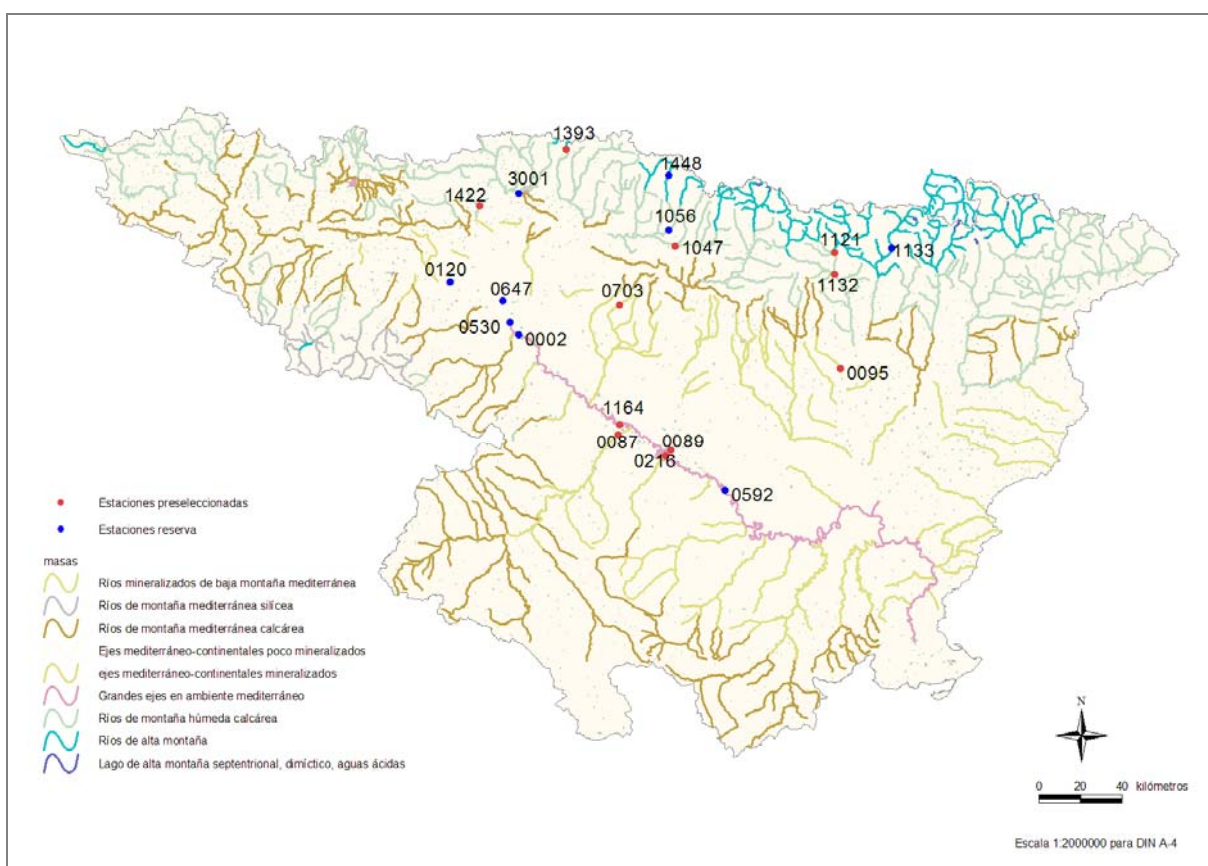 1393
1448
3001
1422
1056
1047
1121
1133
1132
0120
0647
0703
0530
0002
0095
1164
0087
0089
0216
0592
Estaciones preseleccionadas
Estaciones reserva
masas
Ríos mineralizados de baja montaña mediterránea
Ríos de montaña mediterránea silícea
Ríos de montaña mediterránea calcárea
Ejes mediterráneo-continentales poco mineralizados
ejes mediterráneo-continentales mineralizados
Grandes ejes en ambiente mediterráneo
Ríos de montaña húmeda calcárea
Ríos de alta montaña
Lago de alta montaña septentrional, dimíctico, aguas ácidas
N
0 20 40 kilómetros
Escala 1:2000000 para DIN A-4